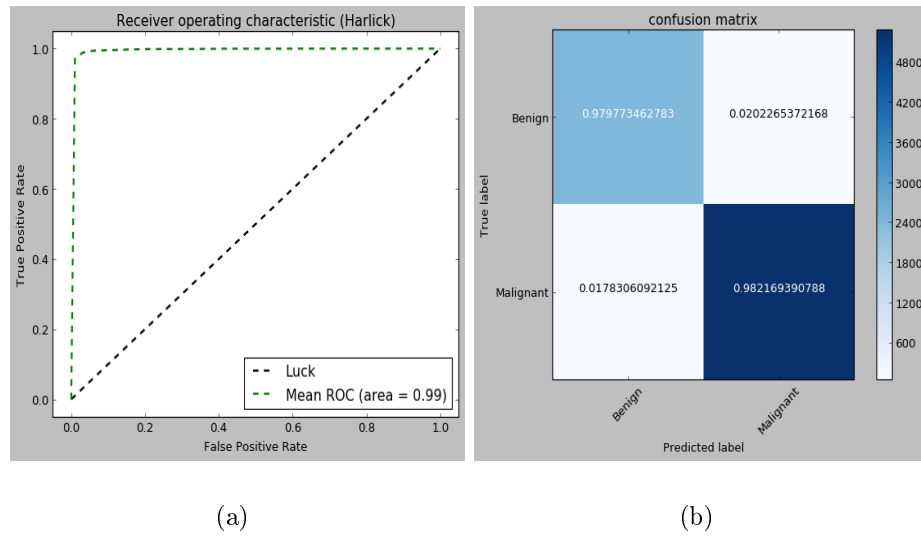 Receiver operating characteristic (Harlick)
1.0
0.8
0.6
0.4
0.2
0.0
True Positive Rate
0.0 0.2 0.4 0.6 0.8 1.0
False Positive Rate
Luck
Mean ROC (area = 0.99)
(a)
confusion matrix
True label
Benign
Malignant
0.979773462783 0.0202265372168
0.0178306092125 0.982169390788
Benign Malignant
Predicted label
4800
4200
3600
3000
2400
1800
1200
600
(b)